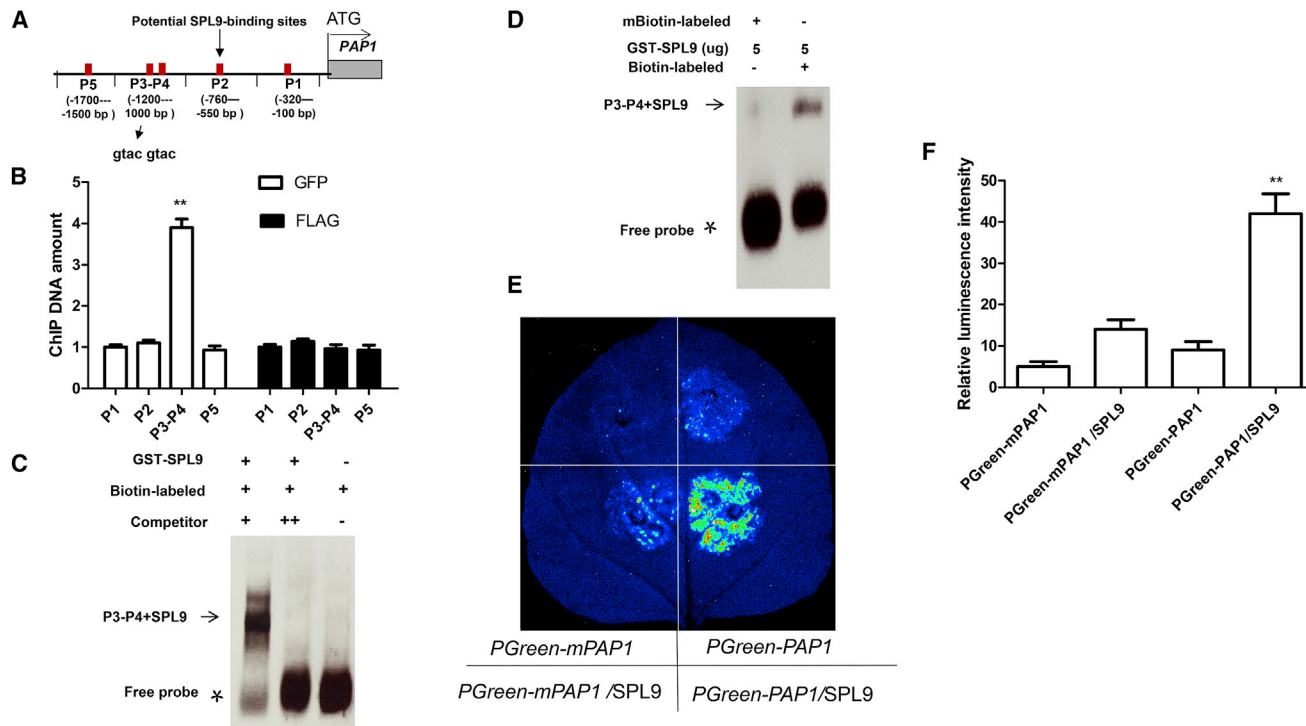 A
Potential SPL9-binding sites
ATG
PAP1
P5 P3-P4 P2 P1
(-1700--- (-1200--- (-760— (-320—
-1500 bp) 1000 bp ) -550 bp ) -100 bp)
gtac gtac
B
GFP
FLAG
**
ChIP DNA amount
5
4
3
2
1
0
P1 P2 P3-P4 P5 P1 P2 P3-P4 P5
C
GST-SPL9 + + -
Biotin-labeled + + +
Competitor + ++ -
P3-P4+SPL9
Free probe *
D
mBiotin-labeled + -
GST-SPL9 (ug) 5 5
Biotin-labeled - +
P3-P4+SPL9
Free probe *
E
PGreen-mPAP1 PGreen-PAP1
PGreen-mPAP1 /SPL9 PGreen-PAP1/SPL9
F
**
Relative luminescence intensity
50
40
30
20
10
0
PGreen-mPAP1
PGreen-mPAP1 /SPL9
PGreen-PAP1
PGreen-PAP1/SPL9